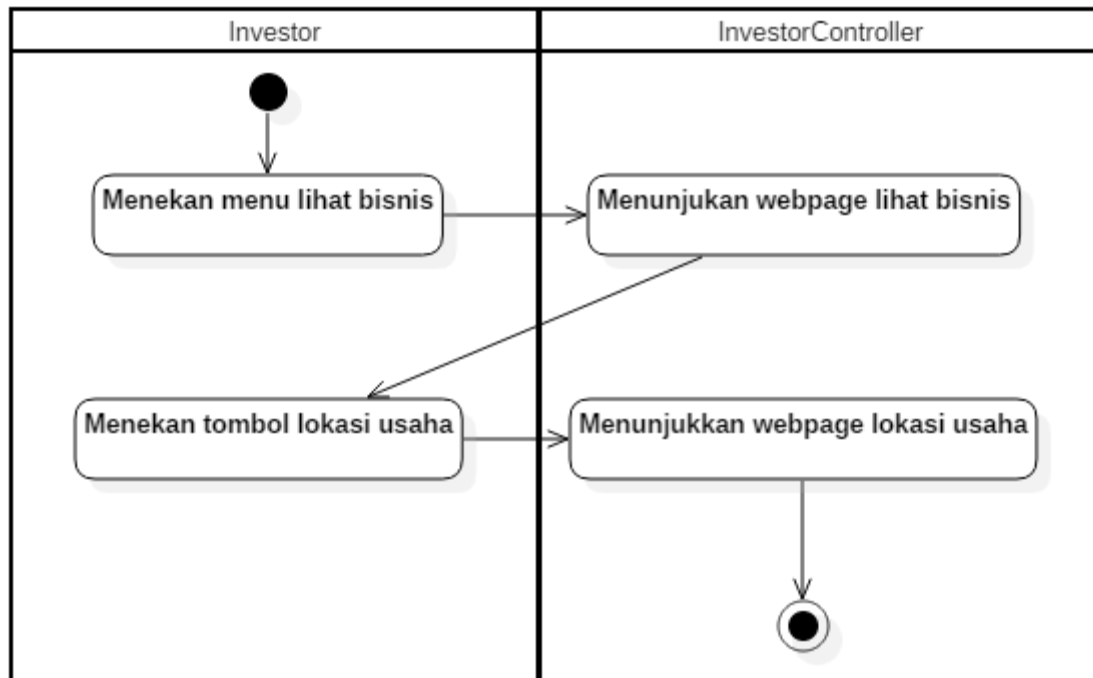 Investor
InvestorController
Menekan menu lihat bisnis
Menunjukan webpage lihat bisnis
Menekan tombol lokasi usaha
Menunjukkan webpage lokasi usaha